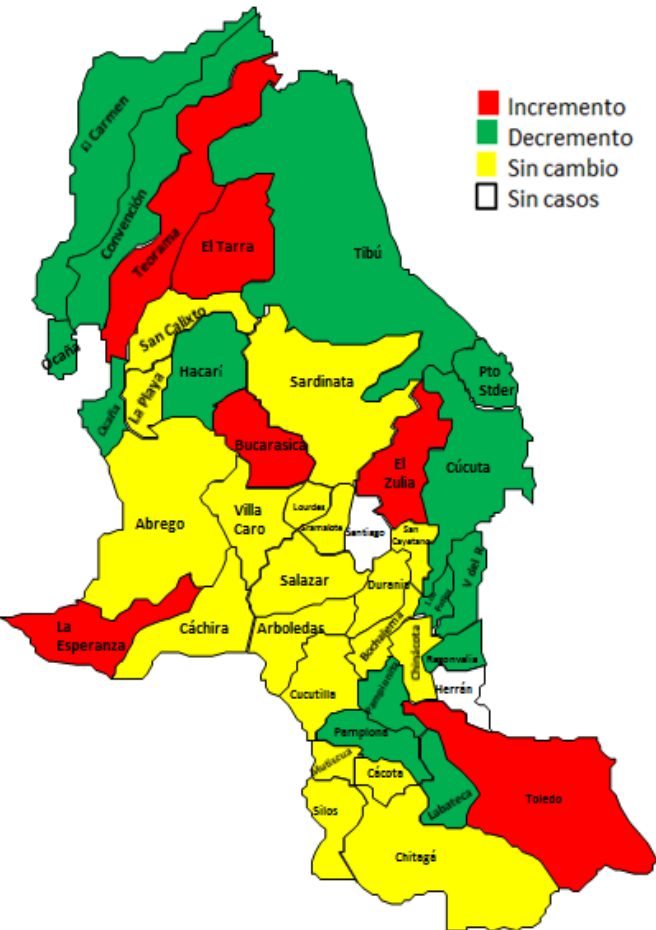 Incremento
Decremento
Sin cambio
Sin casos
El Carmen
Convención
Teorama
El Tarra
Tibú
Ocaña
San Calixto
Hacarí
La Playa
Ocaña
Sardinata
Pto
Stder
Bucarasica
El
Zulia
Cúcuta
Abrego
Villa
Caro
Lourdes
Gramalote
Santiago
San
Cayetano
V del R
Salazar
Durania
La
Esperanza
Cáchira
Arboledas
Bochalema
Chinácota
Ragonvalia
Herrán
Cucutilla
Pamplonita
Pamplona
Mutiscua
Cácota
Labateca
Toledo
Silos
Chitagá